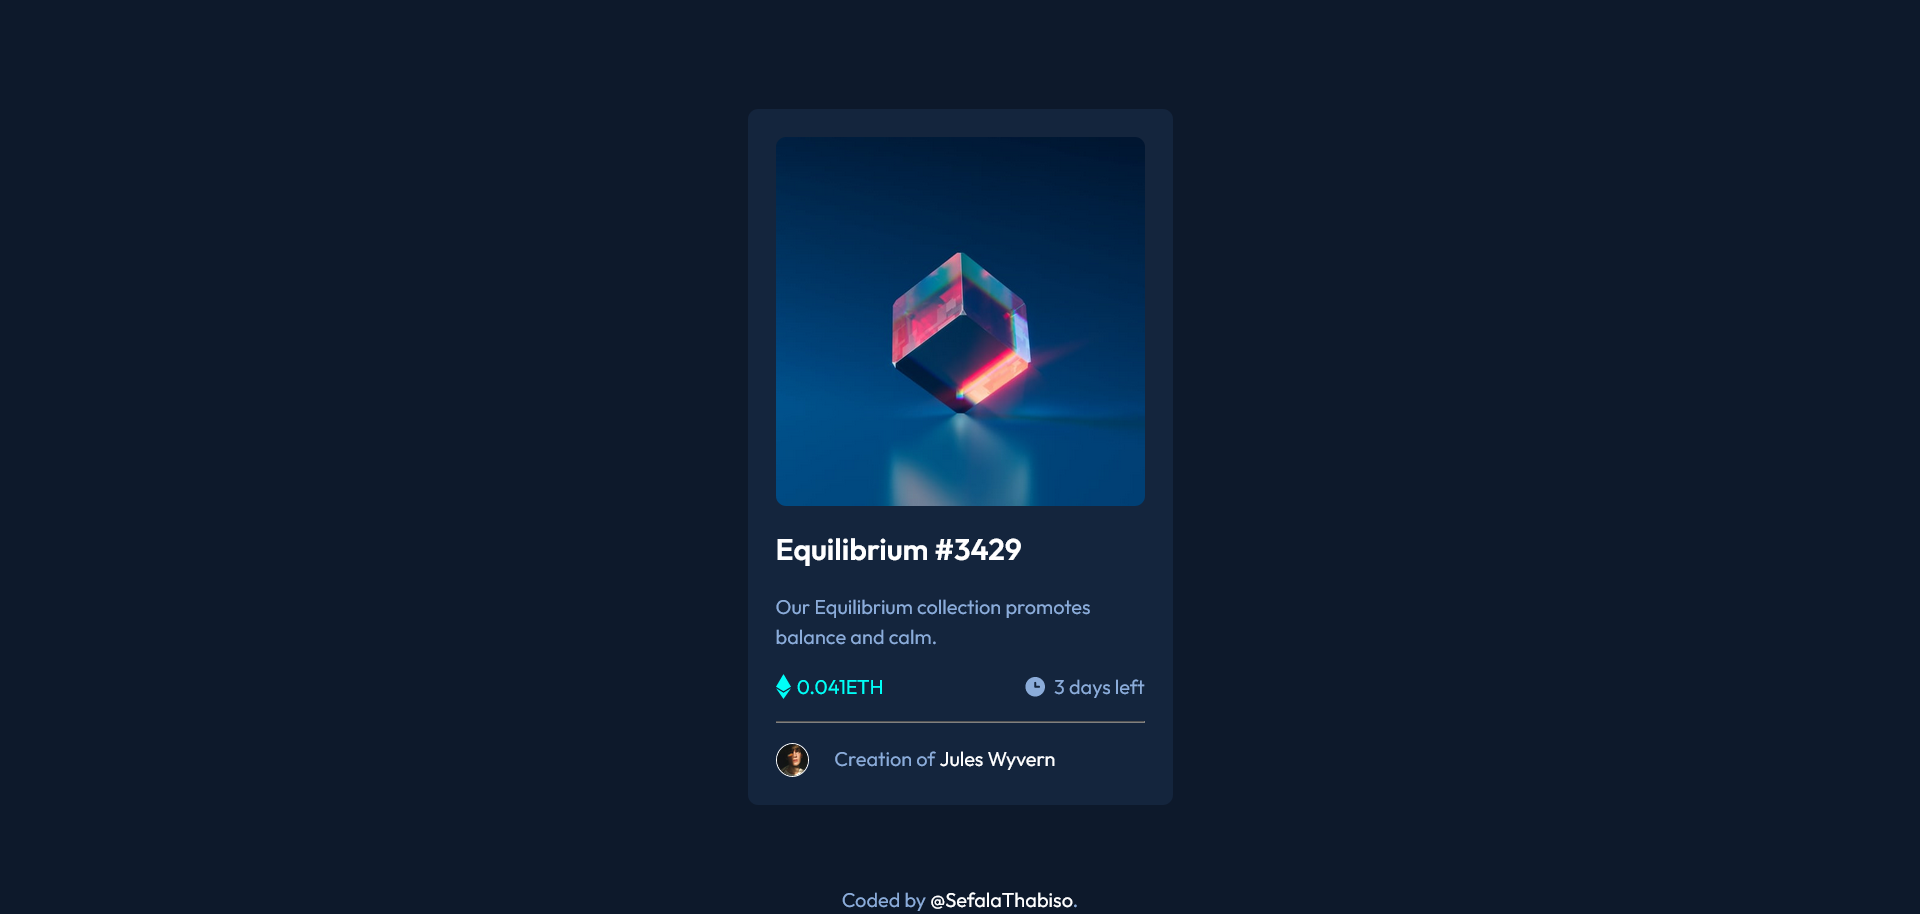 Equilibrium #3429
Our Equilibrium collection promotes
balance and calm.
0.041ETH
3 days left
Creation of Jules Wyvern
Coded by @SefalaThabiso.